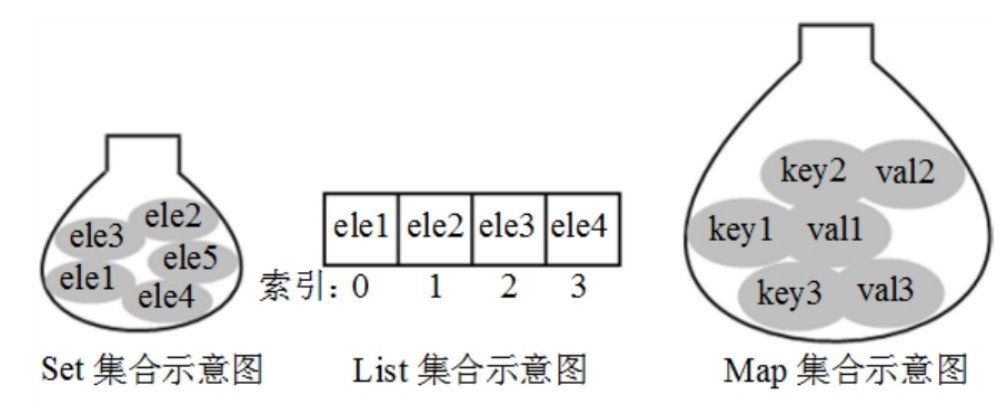 ele3 ele2
ele1 ele5
ele4
Set 集合示意图
ele1 ele2 ele3 ele4
索引：0 1 2 3
List 集合示意图
key2 val2
key1 val1
key3 val3
Map 集合示意图